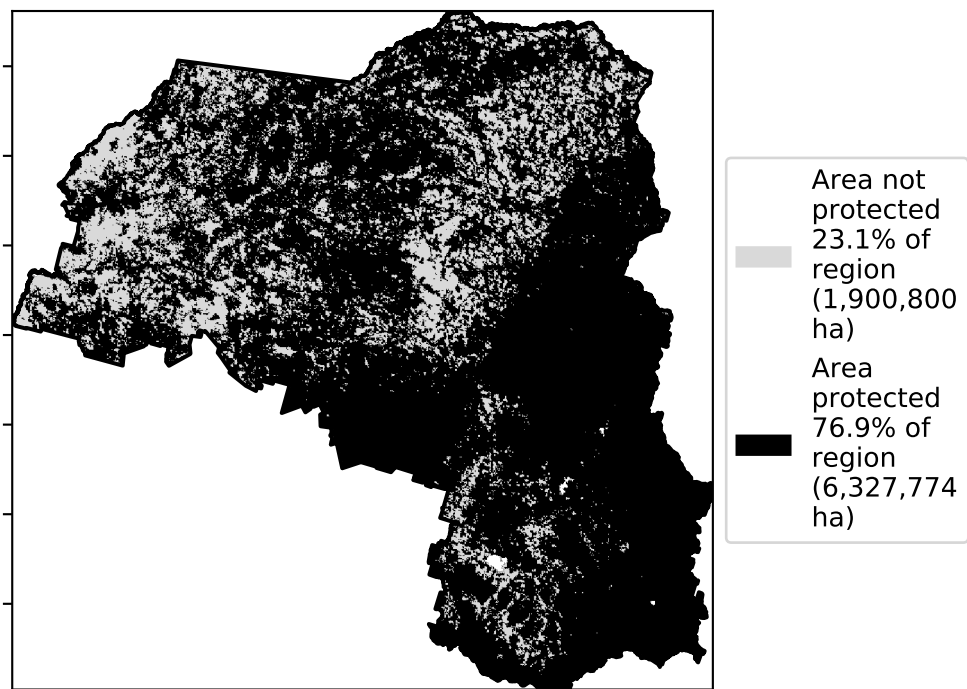 Area not
protected
23.1% of
region
(1,900,800
ha)
Area
protected
76.9% of
region
(6,327,774
ha)